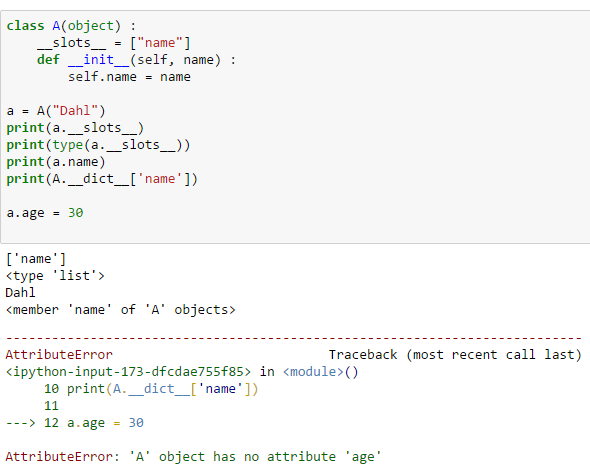 class A(object) :
    __slots__ = ["name"]
    def __init__(self, name) :
        self.name = name

a = A("Dahl")
print(a.__slots__)
print(type(a.__slots__))
print(a.name)
print(A.__dict__['name'])

a.age = 30

['name']
<type 'list'>
Dahl
<member 'name' of 'A' objects>

---------------------------------------------------------------------------
AttributeError                            Traceback (most recent call last)
<ipython-input-173-dfcdae755f85> in <module>()
     10 print(A.__dict__['name'])
     11
---> 12 a.age = 30

AttributeError: 'A' object has no attribute 'age'